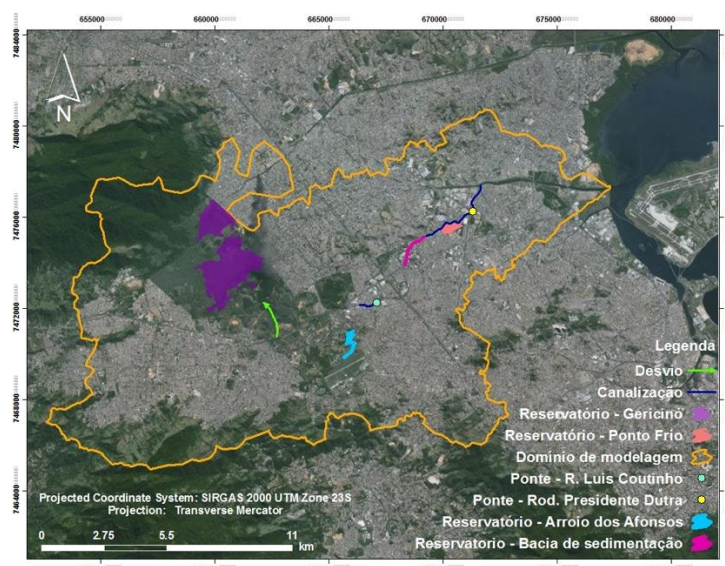 655000 660000 665000 670000 675000 680000
7484000
7480000
7476000
7472000
7468000
7464000
N
Legenda
Desvio
Canalização
Reservatório - Gericinó
Reservatório - Ponto Frio
Domínio de modelagem
Ponte - R. Luis Coutinho
Ponte - Rod. Presidente Dutra
Reservatório - Arroio dos Afonsos
Reservatorio - Bacia de sedimentação
Projected Coordinate System: SIRGAS 2000 UTM Zone 23S
Projection: Transverse Mercator
0 2.75 5.5 11
km